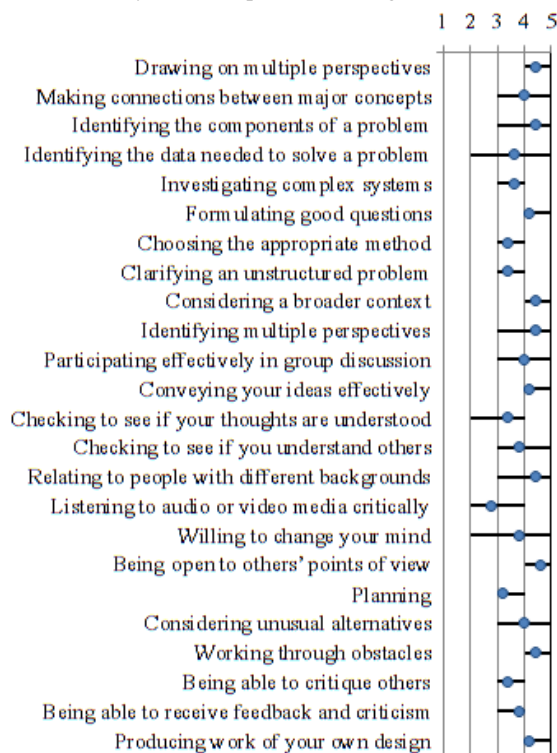 1 2 3 4 5
Drawing on multiple perspectives
Making connections between major concepts
Identifying the components of a problem
Identifying the data needed to solve a problem
Investigating complex systems
Formulating good questions
Choosing the appropriate method
Clarifying an unstructured problem
Considering a broader context
Identifying multiple perspectives
Participating effectively in group discussion
Conveying your ideas effectively
Checking to see if your thoughts are understood
Checking to see if you understand others
Relating to people with different backgrounds
Listening to audio or video media critically
Willing to change your mind
Being open to others' points of view
Planning
Considering unusual alternatives
Working through obstacles
Being able to critique others
Being able to receive feedback and criticism
Producing work of your own design